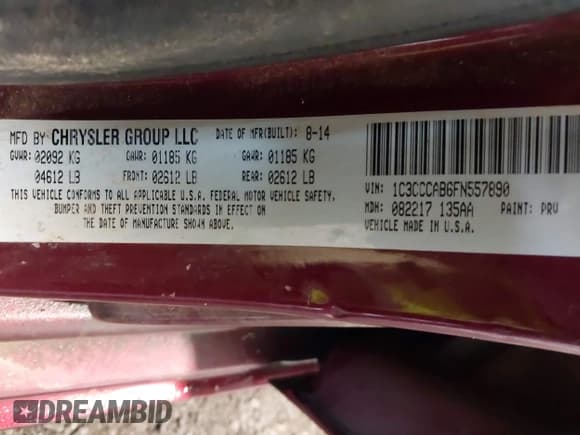 MFD BY CHRYSLER GROUP LLC DATE OF MFR(BUILT): 8-14
GVWR: 02092 KG GAWR: 01185 KG GAWR: 01185 KG
04612 LB FRONT: 02612 LB REAR: 02612 LB
THIS VEHICLE CONFORMS TO ALL APPLICABLE U.S.A. FEDERAL MOTOR VEHICLE SAFETY,
BUMPER AND THEFT PREVENTION STANDARDS IN EFFECT ON
THE DATE OF MANUFACTURE SHOWN ABOVE.
VIN: 1C3CCCAB6FN557890
MDH: 082217 135AA PAINT: PRV
VEHICLE MADE IN U.S.A.
DREAMBID